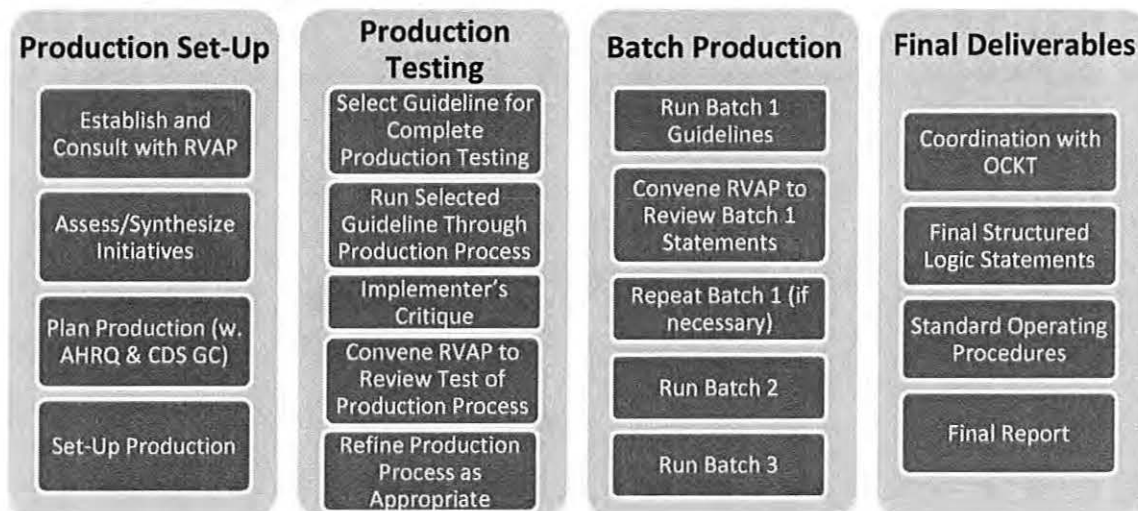 Production Set-Up
Establish and
Consult with RVAP
Assess/Synthesize
Initiatives
Plan Production (w.
AHRQ & CDS GC)
Set-Up Production
Production
Testing
Select Guideline for
Complete
Production Testing
Run Selected
Guideline Through
Production Process
Implementer's
Critique
Convene RVAP to
Review Test of
Production Process
Refine Production
Process as
Appropriate
Batch Production
Run Batch 1
Guidelines
Convene RVAP to
Review Batch 1
Statements
Repeat Batch 1 (if
necessary)
Run Batch 2
Run Batch 3
Final Deliverables
Coordination with
OCKT
Final Structured
Logic Statements
Standard Operating
Procedures
Final Report